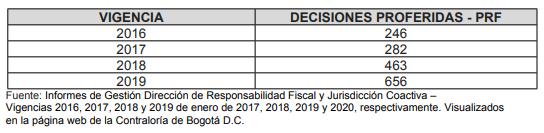 VIGENCIA DECISIONES PROFERIDAS - PRF
2016 246
2017 282
2018 463
2019 656
Fuente: Informes de Gestión Dirección de Responsabilidad Fiscal y Jurisdicción Coactiva –
Vigencias 2016, 2017, 2018 y 2019 de enero de 2017, 2018, 2019 y 2020, respectivamente. Visualizados
en la página web de la Contraloría de Bogotá D.C.